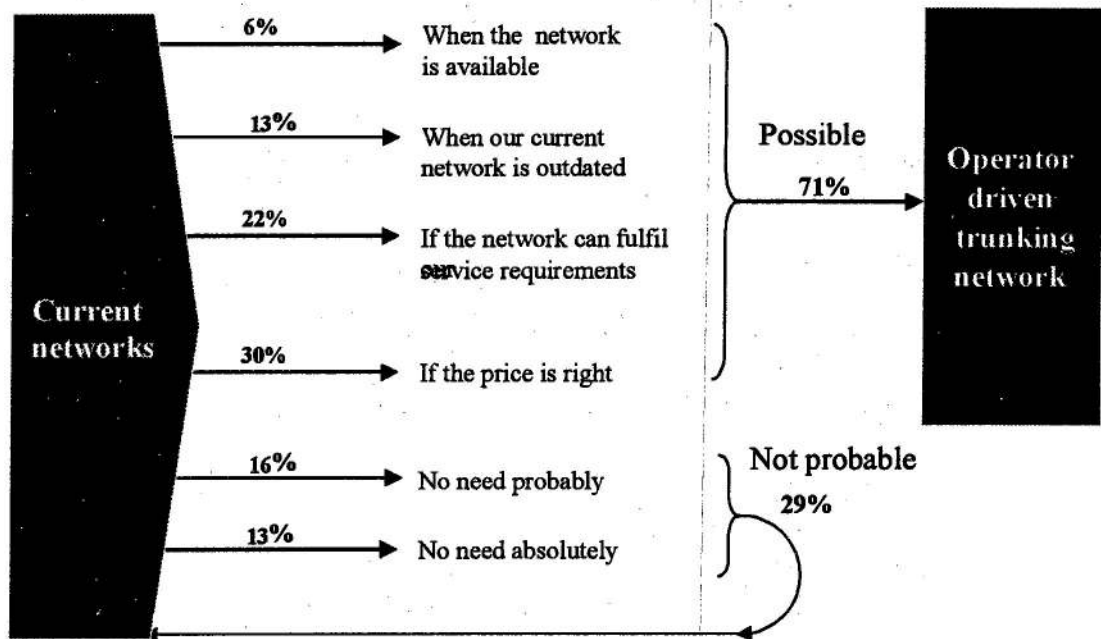 Current
networks
6%
When the network
is available
13%
When our current
network is outdated
22%
If the network can fulfil
service requirements
30%
If the price is right
16%
No need probably
13%
No need absolutely
Possible
71%
Not probable
29%
Operator
driven
trunking
network